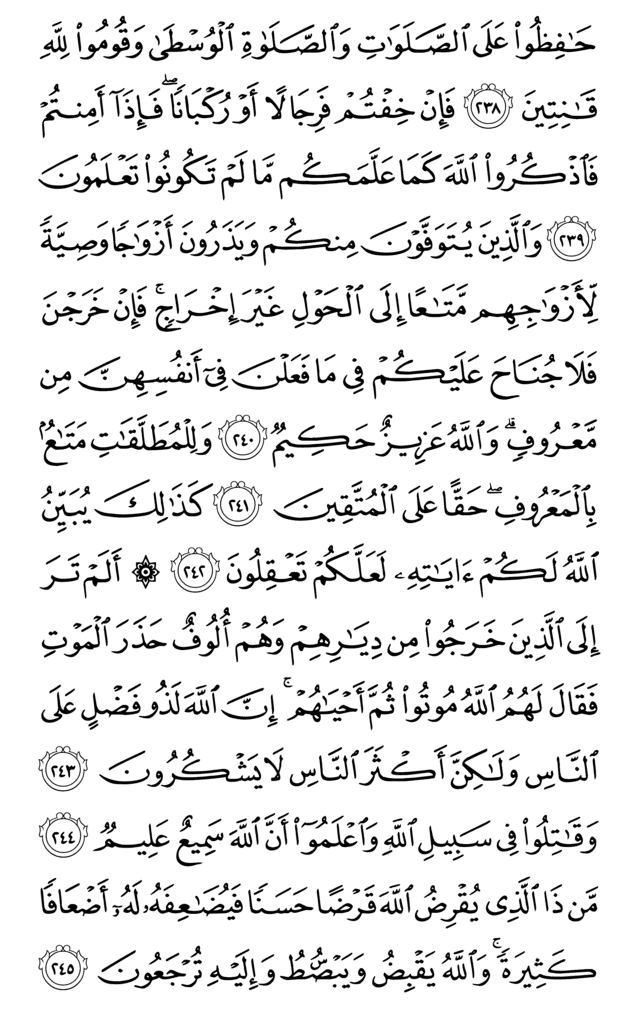 حَـٰفِظُوا۟ عَلَى ٱلصَّلَوَٰتِ وَٱلصَّلَوٰةِ ٱلْوُسْطَىٰ وَقُومُوا۟ لِلَّهِ
قَـٰنِتِينَ ٢٣٨ فَإِنْ خِفْتُمْ فَرِجَالًا أَوْ رُكْبَانًا ۖ فَإِذَآ أَمِنتُمْ
فَٱذْكُرُوا۟ ٱللَّهَ كَمَا عَلَّمَكُم مَّا لَمْ تَكُونُوا۟ تَعْلَمُونَ
٢٣٩ وَٱلَّذِينَ يُتَوَفَّوْنَ مِنكُمْ وَيَذَرُونَ أَزْوَٰجًا وَصِيَّةً
لِّأَزْوَٰجِهِم مَّتَـٰعًا إِلَى ٱلْحَوْلِ غَيْرَ إِخْرَاجٍ ۚ فَإِنْ خَرَجْنَ
فَلَا جُنَاحَ عَلَيْكُمْ فِى مَا فَعَلْنَ فِىٓ أَنفُسِهِنَّ مِن
مَّعْرُوفٍ ۗ وَٱللَّهُ عَزِيزٌ حَكِيمٌ ٢٤٠ وَلِلْمُطَلَّقَـٰتِ مَتَـٰعٌۢ
بِٱلْمَعْرُوفِ ۖ حَقًّا عَلَى ٱلْمُتَّقِينَ ٢٤١ كَذَٰلِكَ يُبَيِّنُ
ٱللَّهُ لَكُمْ ءَايَـٰتِهِۦ لَعَلَّكُمْ تَعْقِلُونَ ٢٤٢ ۞ أَلَمْ تَرَ
إِلَى ٱلَّذِينَ خَرَجُوا۟ مِن دِيَـٰرِهِمْ وَهُمْ أُلُوفٌ حَذَرَ ٱلْمَوْتِ
فَقَالَ لَهُمُ ٱللَّهُ مُوتُوا۟ ثُمَّ أَحْيَـٰهُمْ ۚ إِنَّ ٱللَّهَ لَذُو فَضْلٍ عَلَى
ٱلنَّاسِ وَلَـٰكِنَّ أَكْثَرَ ٱلنَّاسِ لَا يَشْكُرُونَ ٢٤٣
وَقَـٰتِلُوا۟ فِى سَبِيلِ ٱللَّهِ وَٱعْلَمُوٓا۟ أَنَّ ٱللَّهَ سَمِيعٌ عَلِيمٌ ٢٤٤
مَّن ذَا ٱلَّذِى يُقْرِضُ ٱللَّهَ قَرْضًا حَسَنًا فَيُضَـٰعِفَهُۥ لَهُۥٓ أَضْعَافًا
كَثِيرَةً ۚ وَٱللَّهُ يَقْبِضُ وَيَبْصُۜطُ وَإِلَيْهِ تُرْجَعُونَ ٢٤٥